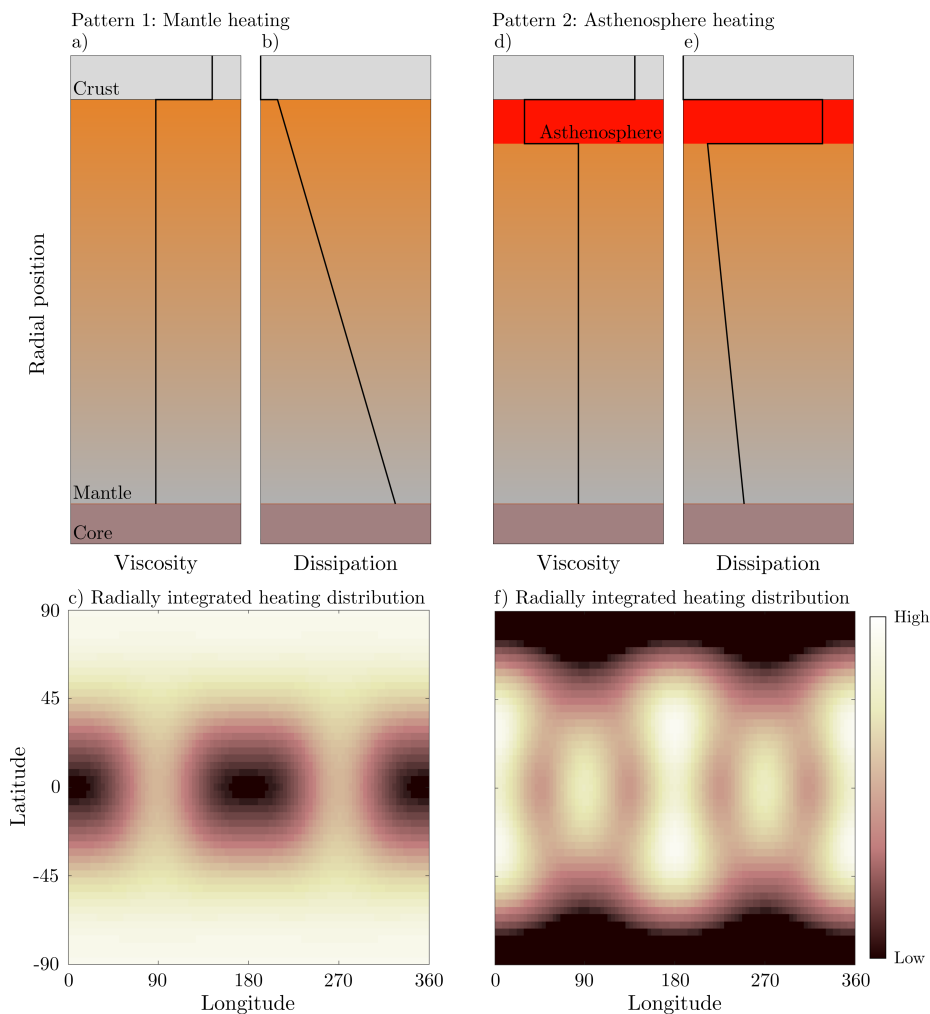 Pattern 1: Mantle heating
a)
b)
Crust
Mantle
Core
Radial position
Viscosity
Dissipation
Pattern 2: Asthenosphere heating
d)
e)
Asthenosphere
Viscosity
Dissipation
c) Radially integrated heating distribution
90
45
0
-45
-90
Latitude
0 90 180 270 360
Longitude
f) Radially integrated heating distribution
0 90 180 270 360
Longitude
High
Low